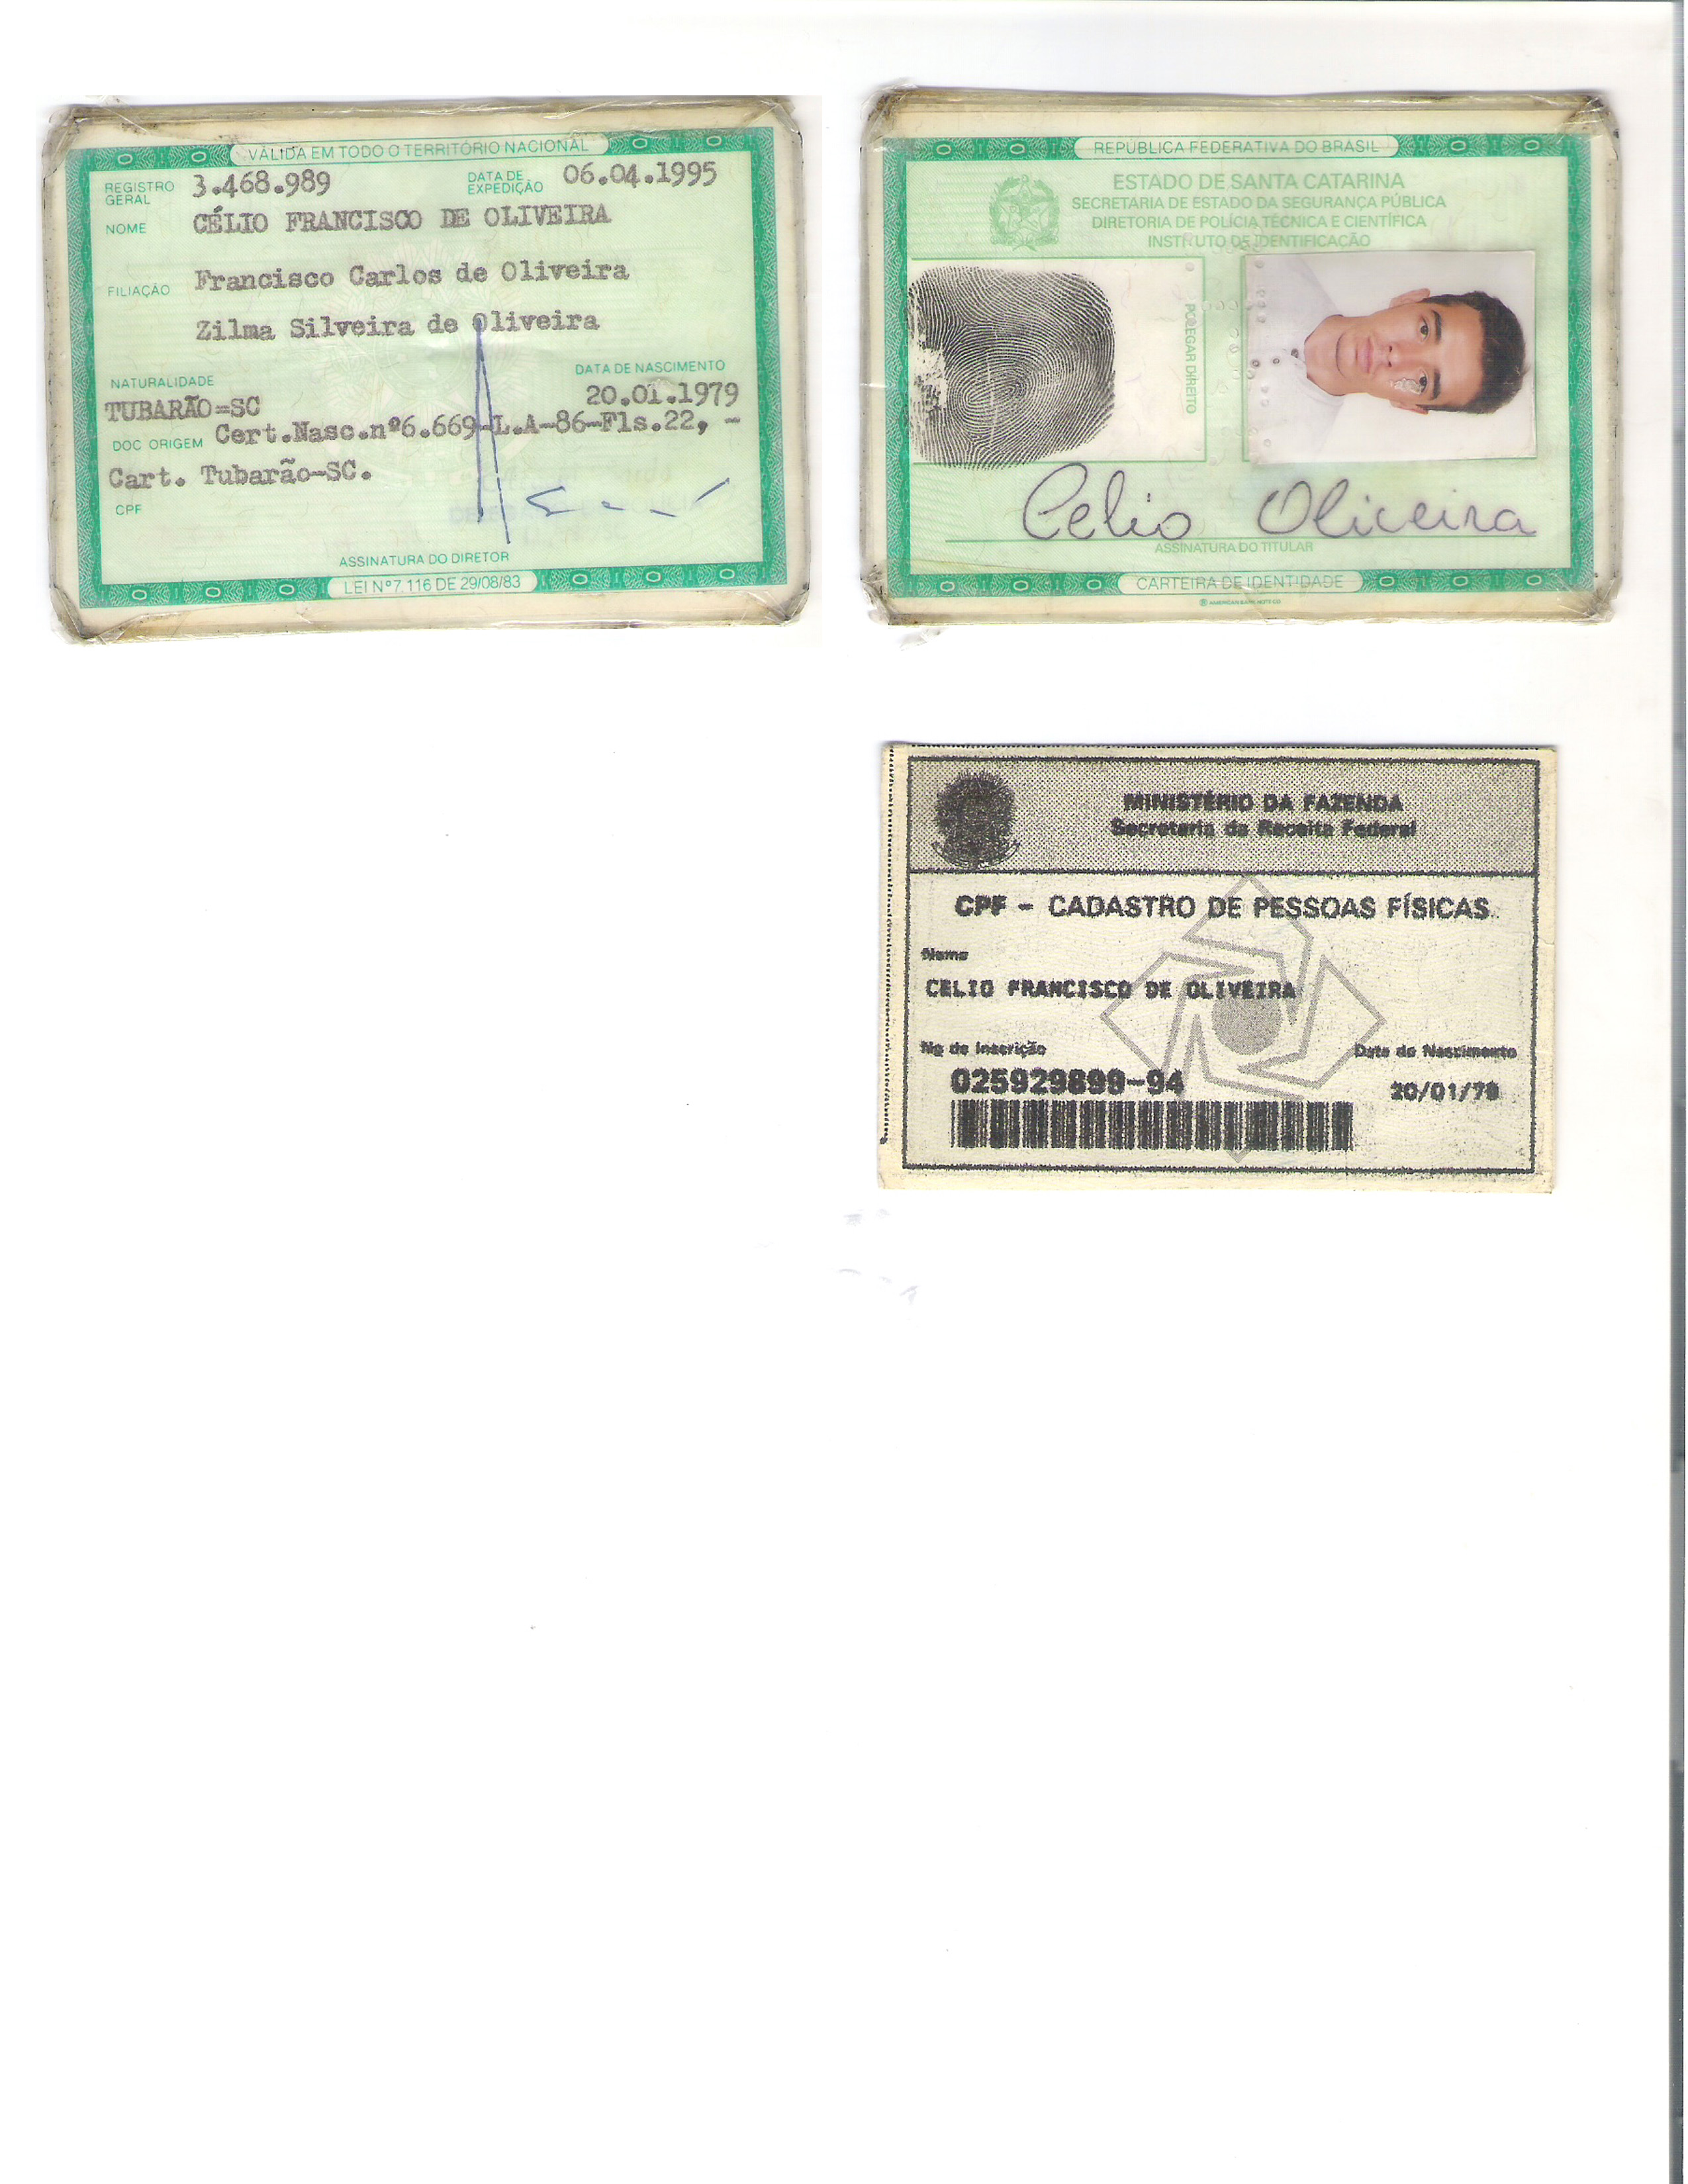 VÁLIDA EM TODO O TERRITÓRIO NACIONAL
REGISTRO GERAL 3.468.989 DATA DE EXPEDIÇÃO 06.04.1995
NOME CÉLIO FRANCISCO DE OLIVEIRA
FILIAÇÃO Francisco Carlos de Oliveira
Zilma Silveira de Oliveira
NATURALIDADE DATA DE NASCIMENTO
TUBARÃO=SC 20.01.1979
DOC ORIGEM Cert.Nasc.nº6.669-L.A-86-Fls.22, -
Cart. Tubarão-SC.
CPF
ASSINATURA DO DIRETOR
LEI Nº 7.116 DE 29/08/83
REPÚBLICA FEDERATIVA DO BRASIL
ESTADO DE SANTA CATARINA
SECRETARIA DE ESTADO DA SEGURANÇA PÚBLICA
DIRETORIA DE POLÍCIA TÉCNICA E CIENTÍFICA
INSTITUTO DE IDENTIFICAÇÃO
POLEGAR DIREITO
Celio Oliveira
ASSINATURA DO TITULAR
CARTEIRA DE IDENTIDADE
AMERICAN BANK NOTE CO
MINISTÉRIO DA FAZENDA
Secretaria da Receita Federal
CPF - CADASTRO DE PESSOAS FÍSICAS
Nome
CELIO FRANCISCO DE OLIVEIRA
Nº de Inscrição Data do Nascimento
025929899-94 20/01/79